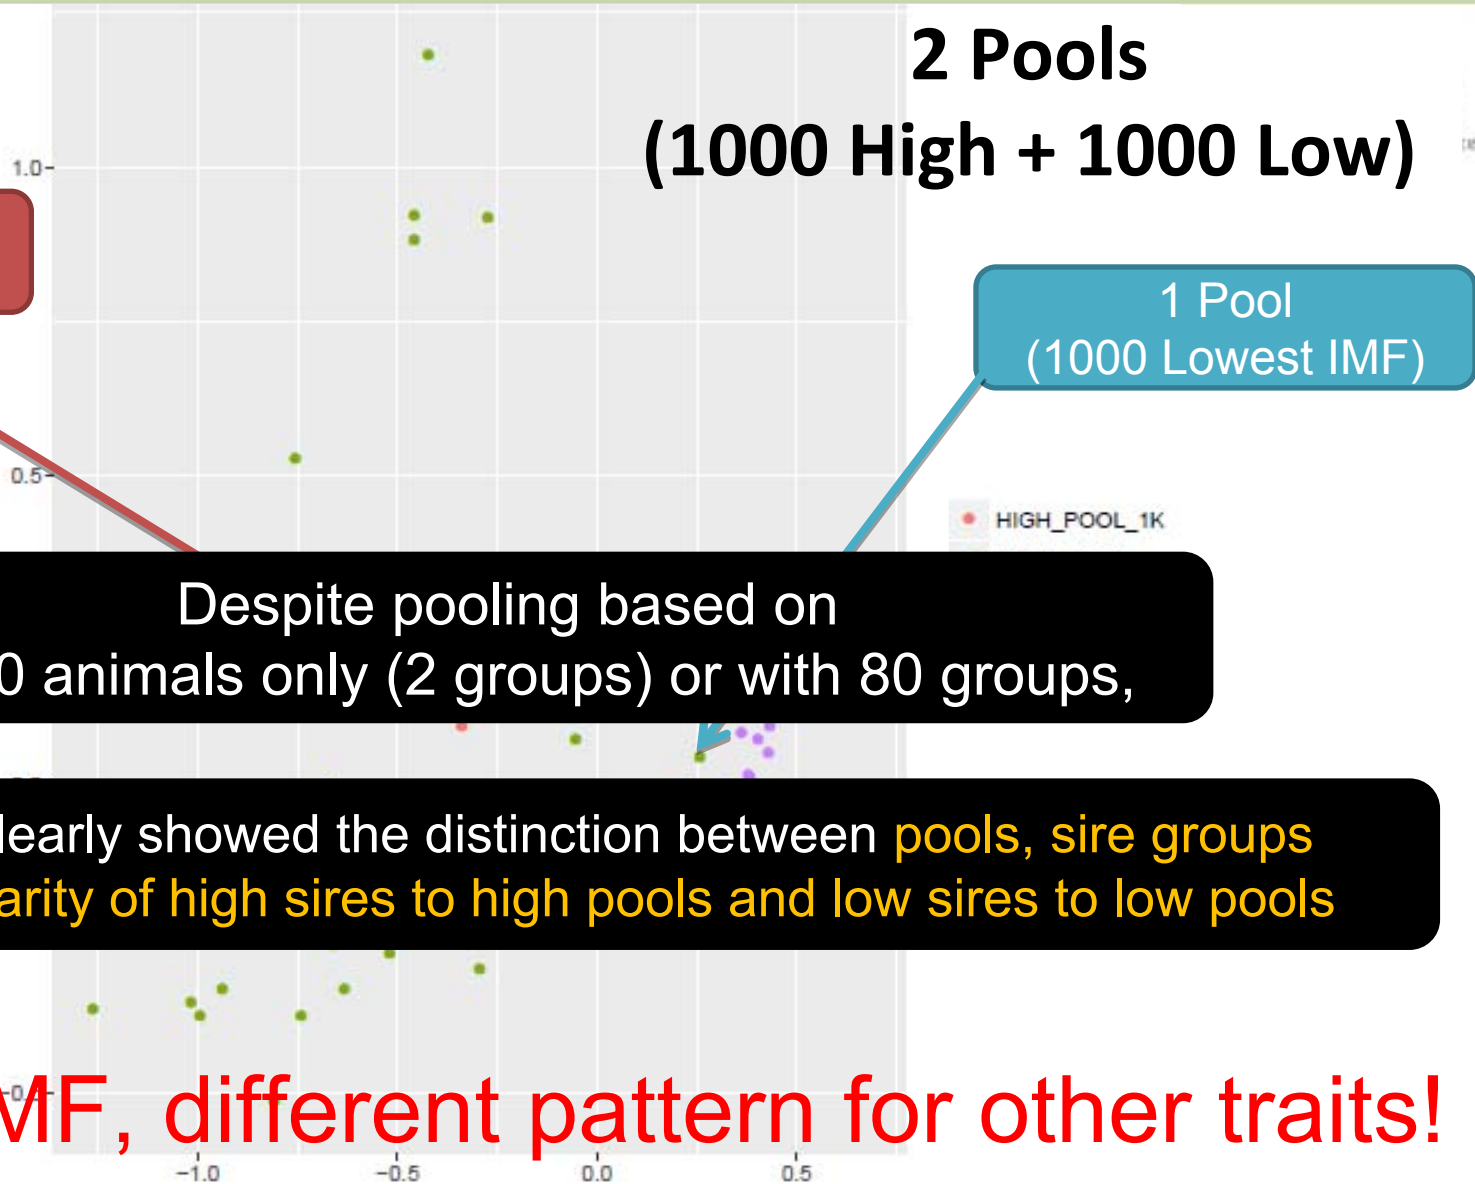 2 Pools
(1000 High + 1000 Low)
1.0
1 Pool
(1000 Lowest IMF)
0.5
HIGH_POOL_1K
Despite pooling based on
0 animals only (2 groups) or with 80 groups,
learly showed the distinction between pools, sire groups
arity of high sires to high pools and low sires to low pools
MF, different pattern for other traits!
−1.0
−0.5
0.0
0.5